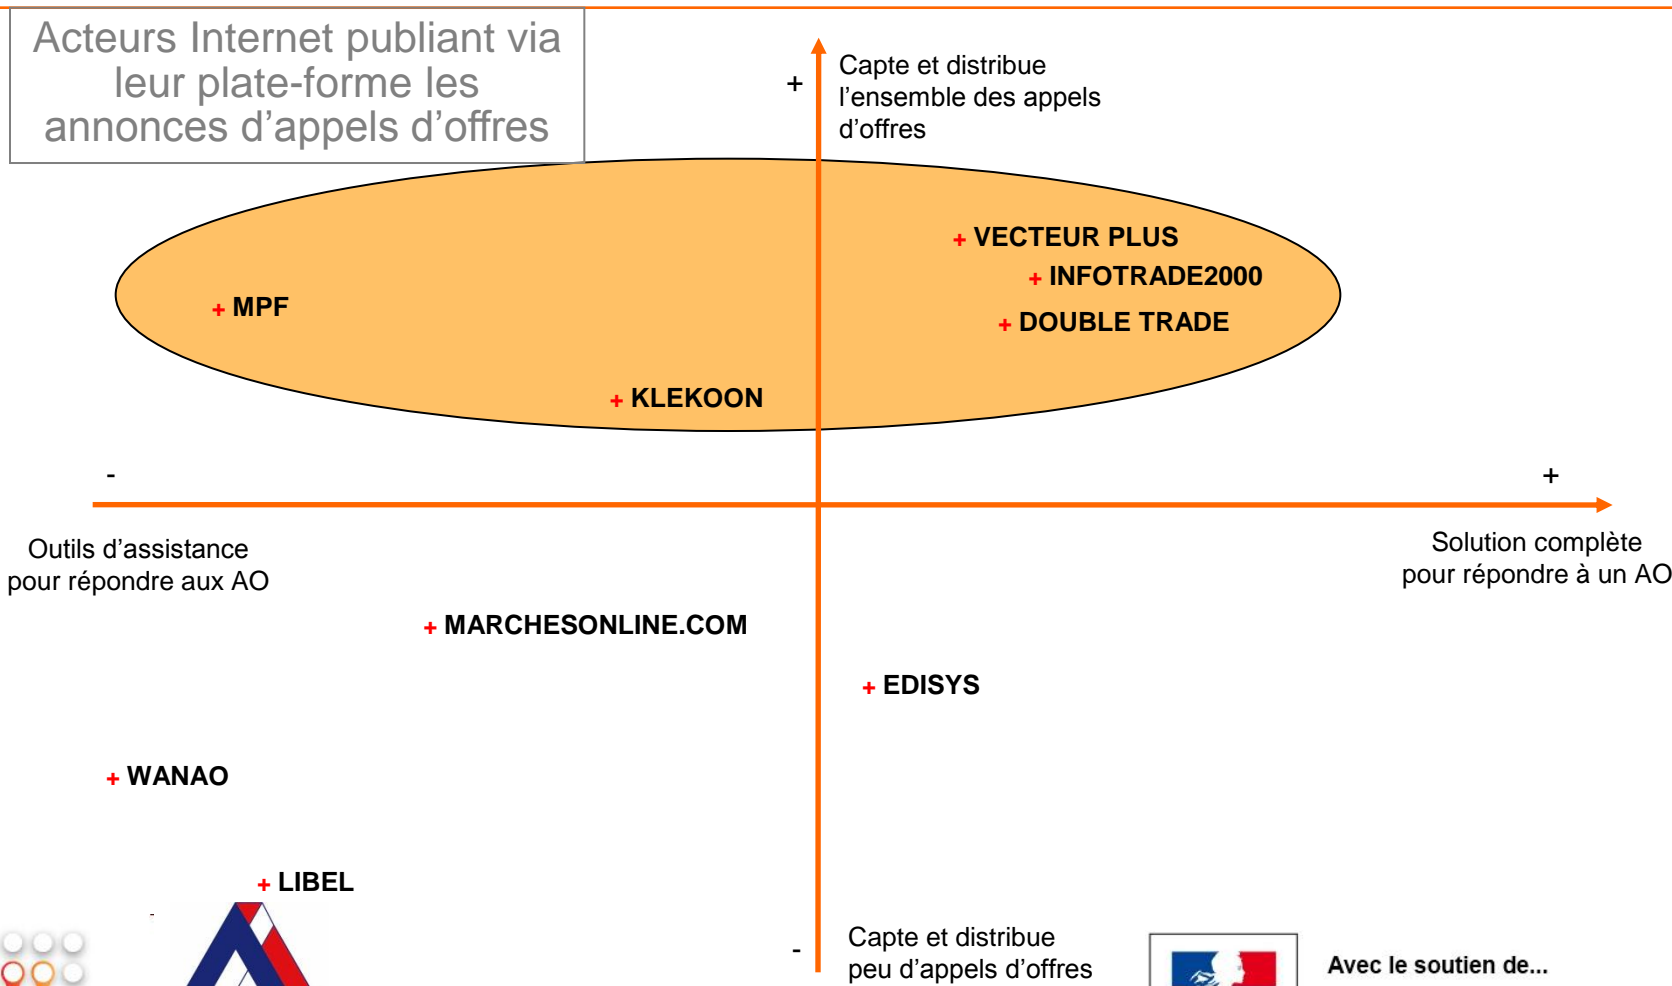 Acteurs Internet publiant via
leur plate-forme les
annonces d'appels d'offres
+
Capte et distribue
l'ensemble des appels
d'offres
+ VECTEUR PLUS
+ INFOTRADE2000
+ MPF
+ DOUBLE TRADE
+ KLEKOON
-
+
Outils d'assistance
pour répondre aux AO
Solution complète
pour répondre à un AO
+ MARCHESONLINE.COM
+ EDISYS
+ WANAO
+ LIBEL
-
-
Capte et distribue
peu d'appels d'offres
Avec le soutien de...